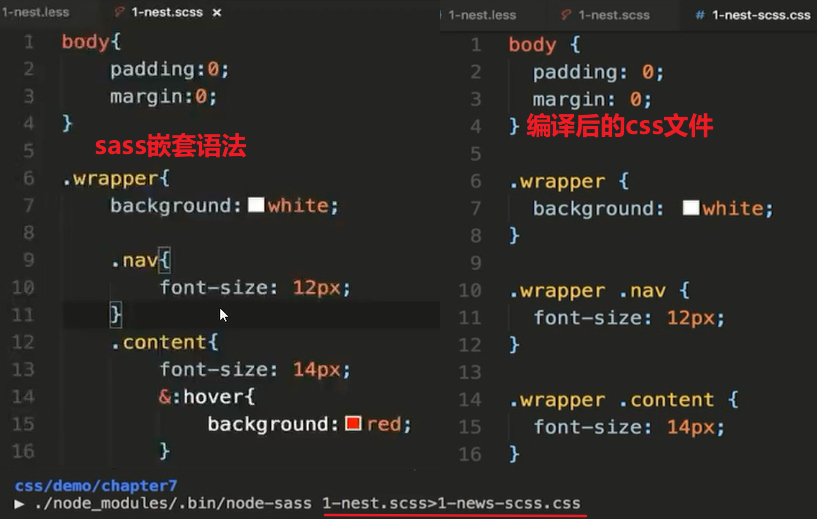 1-nest.less
1-nest.scss ×
1 body{
2 padding:0;
3 margin:0;
4 }
5
sass嵌套语法
6 .wrapper{
7 background:white;
8
9 .nav{
10 font-size: 12px;
11 }
12 .content{
13 font-size: 14px;
14 &:hover{
15 background:red;
16 }
1-nest.less
1-nest.scss
# 1-nest-scss.css
1 body {
2 padding: 0;
3 margin: 0;
4 }
编译后的css文件
5
6 .wrapper {
7 background: white;
8 }
9
10 .wrapper .nav {
11 font-size: 12px;
12 }
13
14 .wrapper .content {
15 font-size: 14px;
16 }
css/demo/chapter7
▶ ./node_modules/.bin/node-sass 1-nest.scss>1-news-scss.css